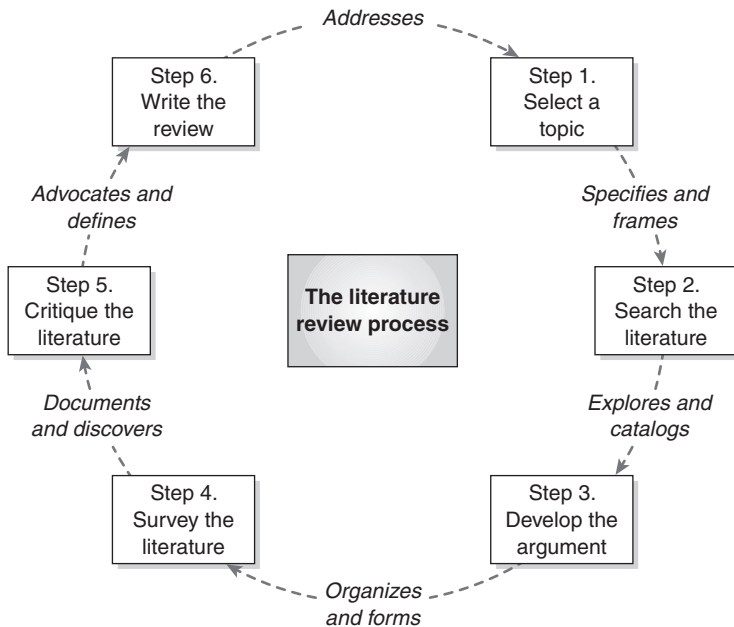 Addresses
Step 6.
Write the
review
Step 1.
Select a
topic
Advocates and
defines
Specifies and
frames
Step 5.
Critique the
literature
The literature
review process
Step 2.
Search the
literature
Documents
and discovers
Explores and
catalogs
Step 4.
Survey the
literature
Step 3.
Develop the
argument
Organizes
and forms